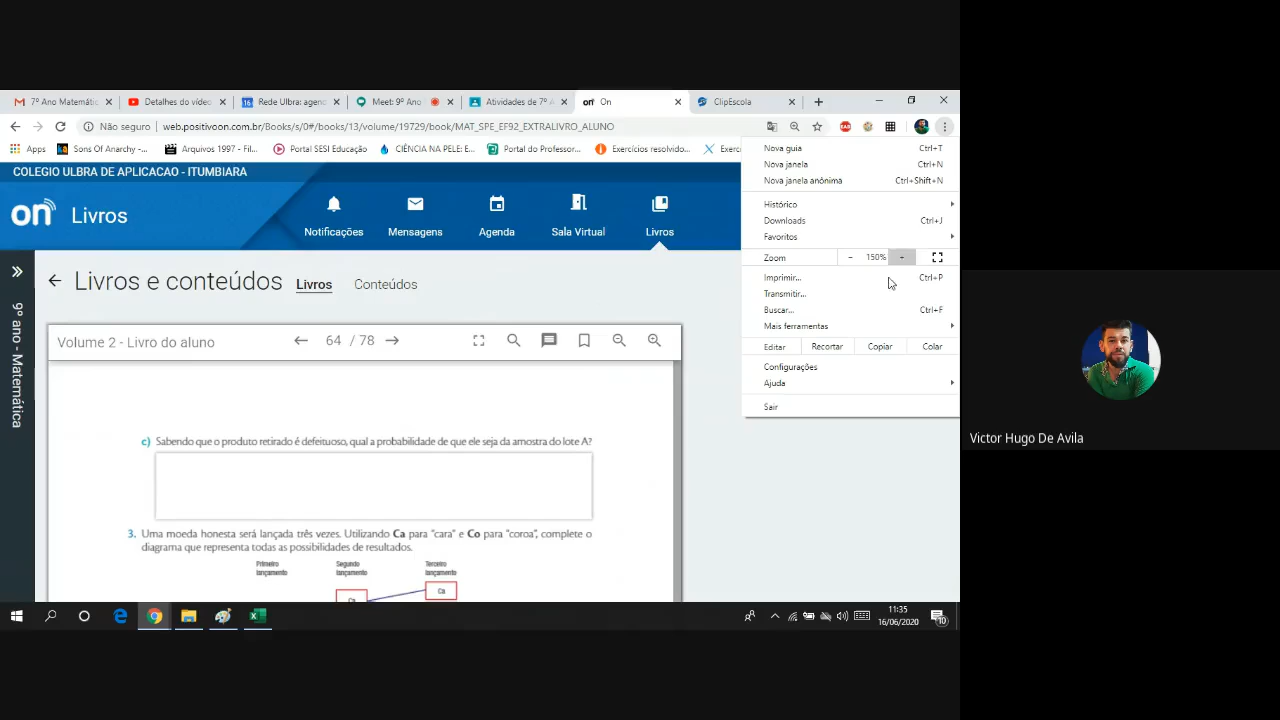 7º Ano Matemátic
Detalhes do vídeo
Rede Ulbra: agen
Meet: 9º Ano
Atividades de 7º A
On
ClipEscola
Não segure
web.positivoon.com.br/Books/s/0#/books/13/volume/19729/book/MAT_SPE_EF92_EXTRALIVRO_ALUNO
Apps
Sons Of Anarchy -...
Arquivos 1997 - Fil...
Portal SESI Educação
CIÊNCIA NA PELE: E...
Portal do Professor...
Exercícios resolvido...
Exerc
COLEGIO ULBRA DE APLICACAO - ITUMBIARA
on
Livros
Notificações
Mensagens
Agenda
Sala Virtual
Livros
Nova guia Ctrl+T
Nova janela Ctrl+N
Nova janela anônima Ctrl+Shift+N
Histórico
Downloads Ctrl+J
Favoritos
Zoom - 150% +
Imprimir... Ctrl+P
Transmitir...
Buscar... Ctrl+F
Mais ferramentas
Editar Recortar Copiar Colar
Configurações
Ajuda
Sair
9º ano - Matemática
Livros e conteúdos
Livros
Conteúdos
Volume 2 - Livro do aluno
64 / 78
c) Sabendo que o produto retirado é defeituoso, qual a probabilidade de que ele seja da amostra do lote A?
3. Uma moeda honesta será lançada três vezes. Utilizando Ca para "cara" e Co para "coroa", complete o
diagrama que representa todas as possibilidades de resultados.
Primeiro
lançamento
Segundo
lançamento
Terceiro
lançamento
Ca
Ca
Victor Hugo De Avila
11:35
16/06/2020
10